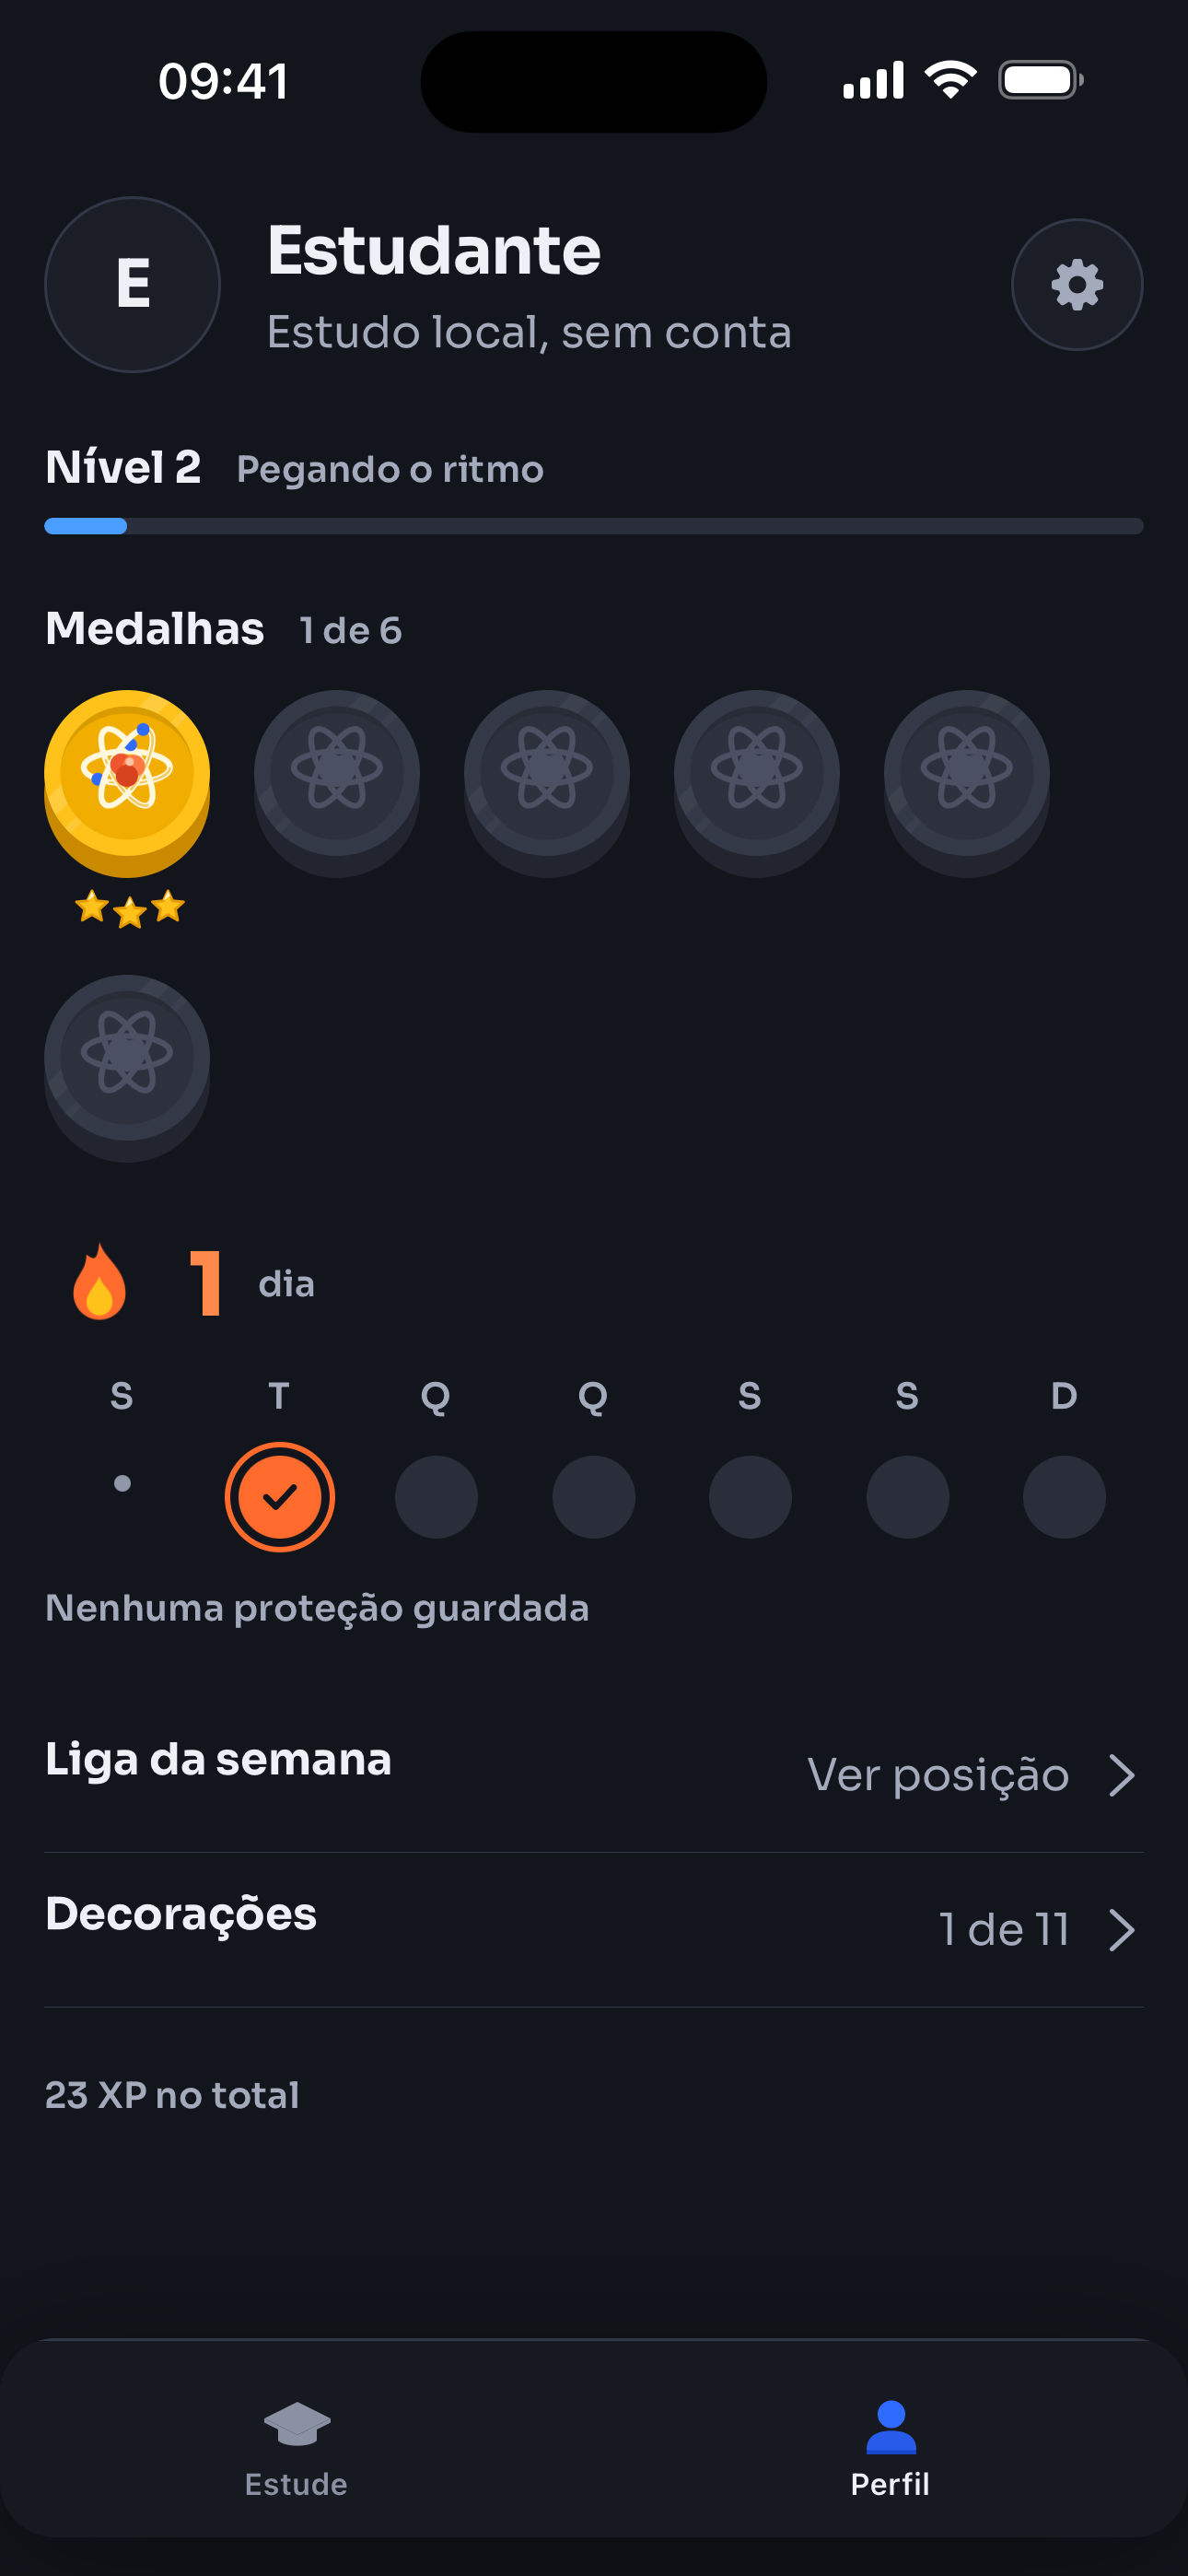 09:41
E
Estudante
Estudo local, sem conta
Nível 2 Pegando o ritmo
Medalhas 1 de 6
1 dia
S T Q Q S S D
Nenhuma proteção guardada
Liga da semana Ver posição
Decorações 1 de 11
23 XP no total
Estude Perfil